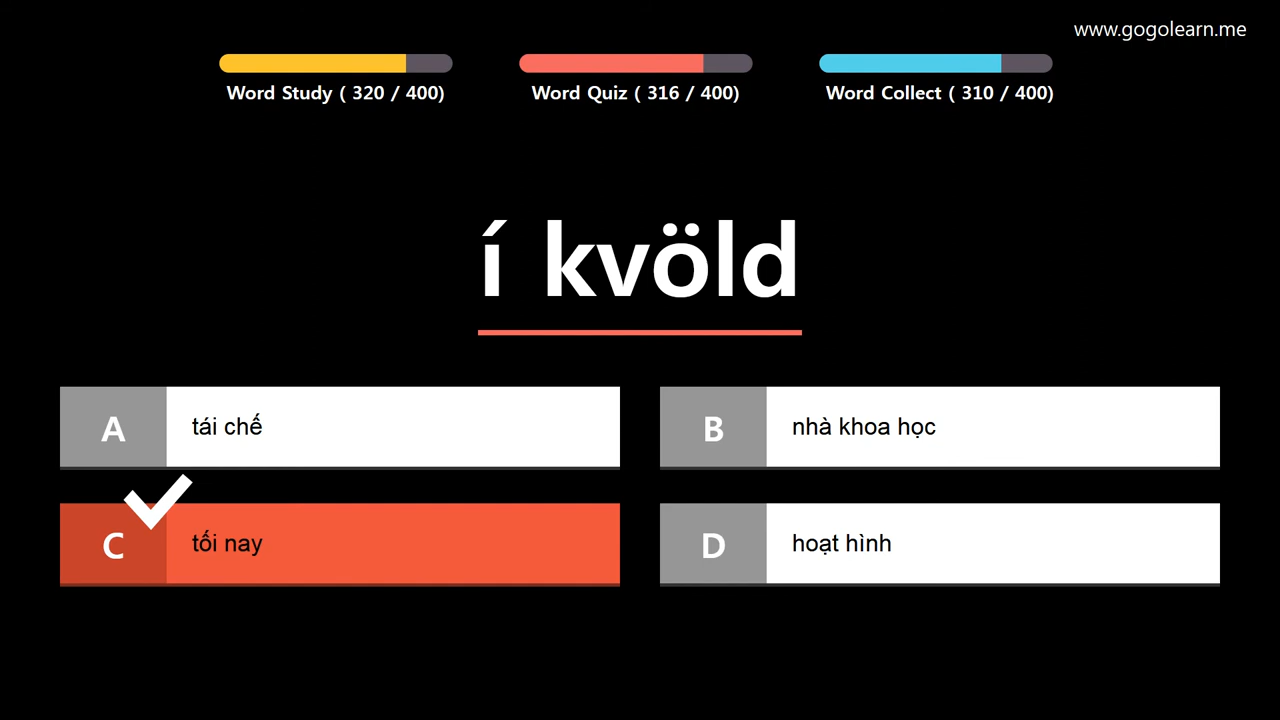 www.gogolearn.me
Word Study ( 320 / 400)
Word Quiz ( 316 / 400)
Word Collect ( 310 / 400)
í kvöld
A tái chế
B nhà khoa học
C tối nay
D hoạt hình